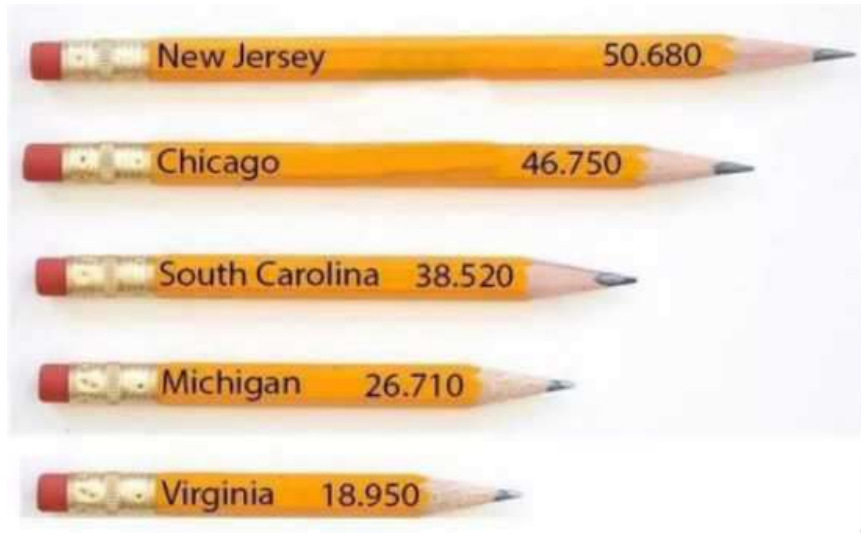 New Jersey 50.680
Chicago 46.750
South Carolina 38.520
Michigan 26.710
Virginia 18.950